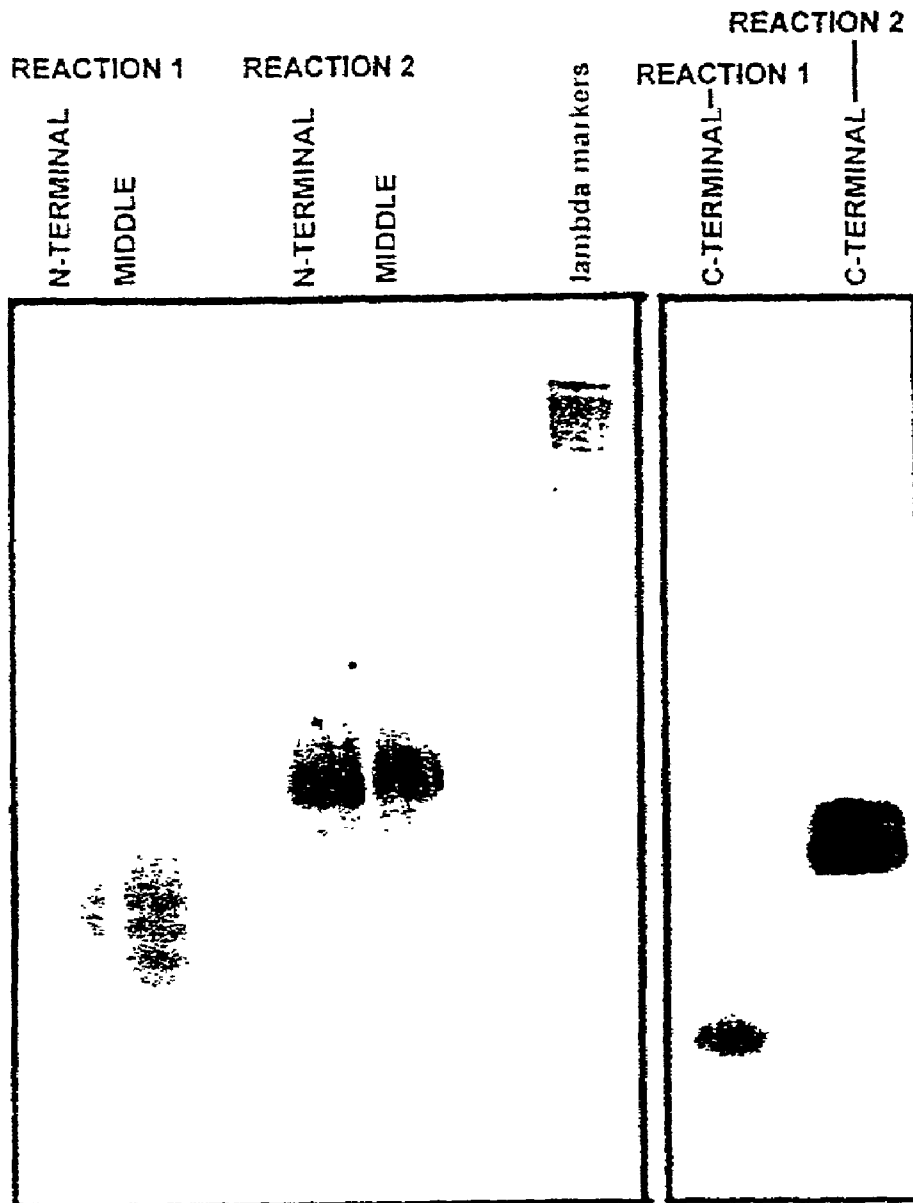 REACTION 2
REACTION 1 REACTION 2 REACTION 1
N-TERMINAL
MIDDLE
N-TERMINAL
MIDDLE
lambda markers
C-TERMINAL
C-TERMINAL